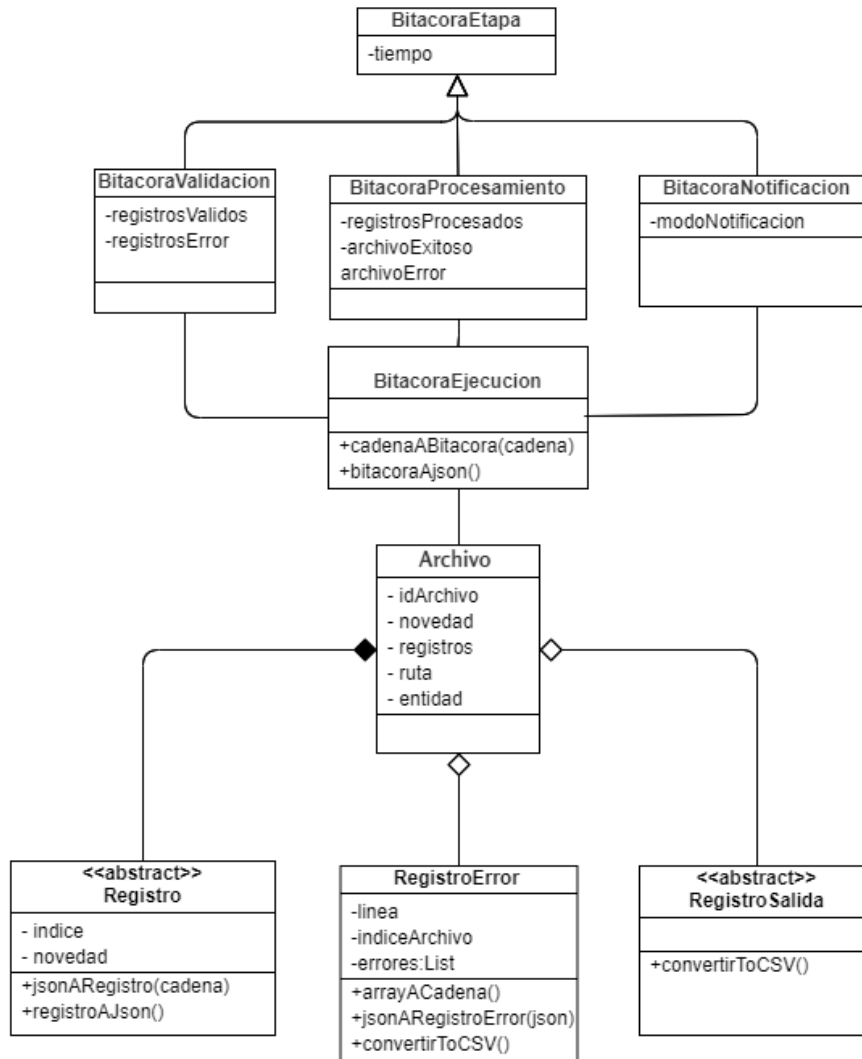 BitacoraEtapa
-tiempo
BitacoraValidacion
-registrosValidos
-registrosError
BitacoraProcesamiento
-registrosProcesados
-archivoExitoso
archivoError
BitacoraNotificacion
-modoNotificacion
BitacoraEjecucion
+cadenaABitacora(cadena)
+bitacoraAjson()
Archivo
- idArchivo
- novedad
- registros
- ruta
- entidad
<<abstract>>
Registro
- indice
- novedad
+jsonARegistro(cadena)
+registroAJson()
RegistroError
-linea
-indiceArchivo
-errores:List
+arrayACadena()
+jsonARegistroError(json)
+convertirToCSV()
<<abstract>>
RegistroSalida
+convertirToCSV()